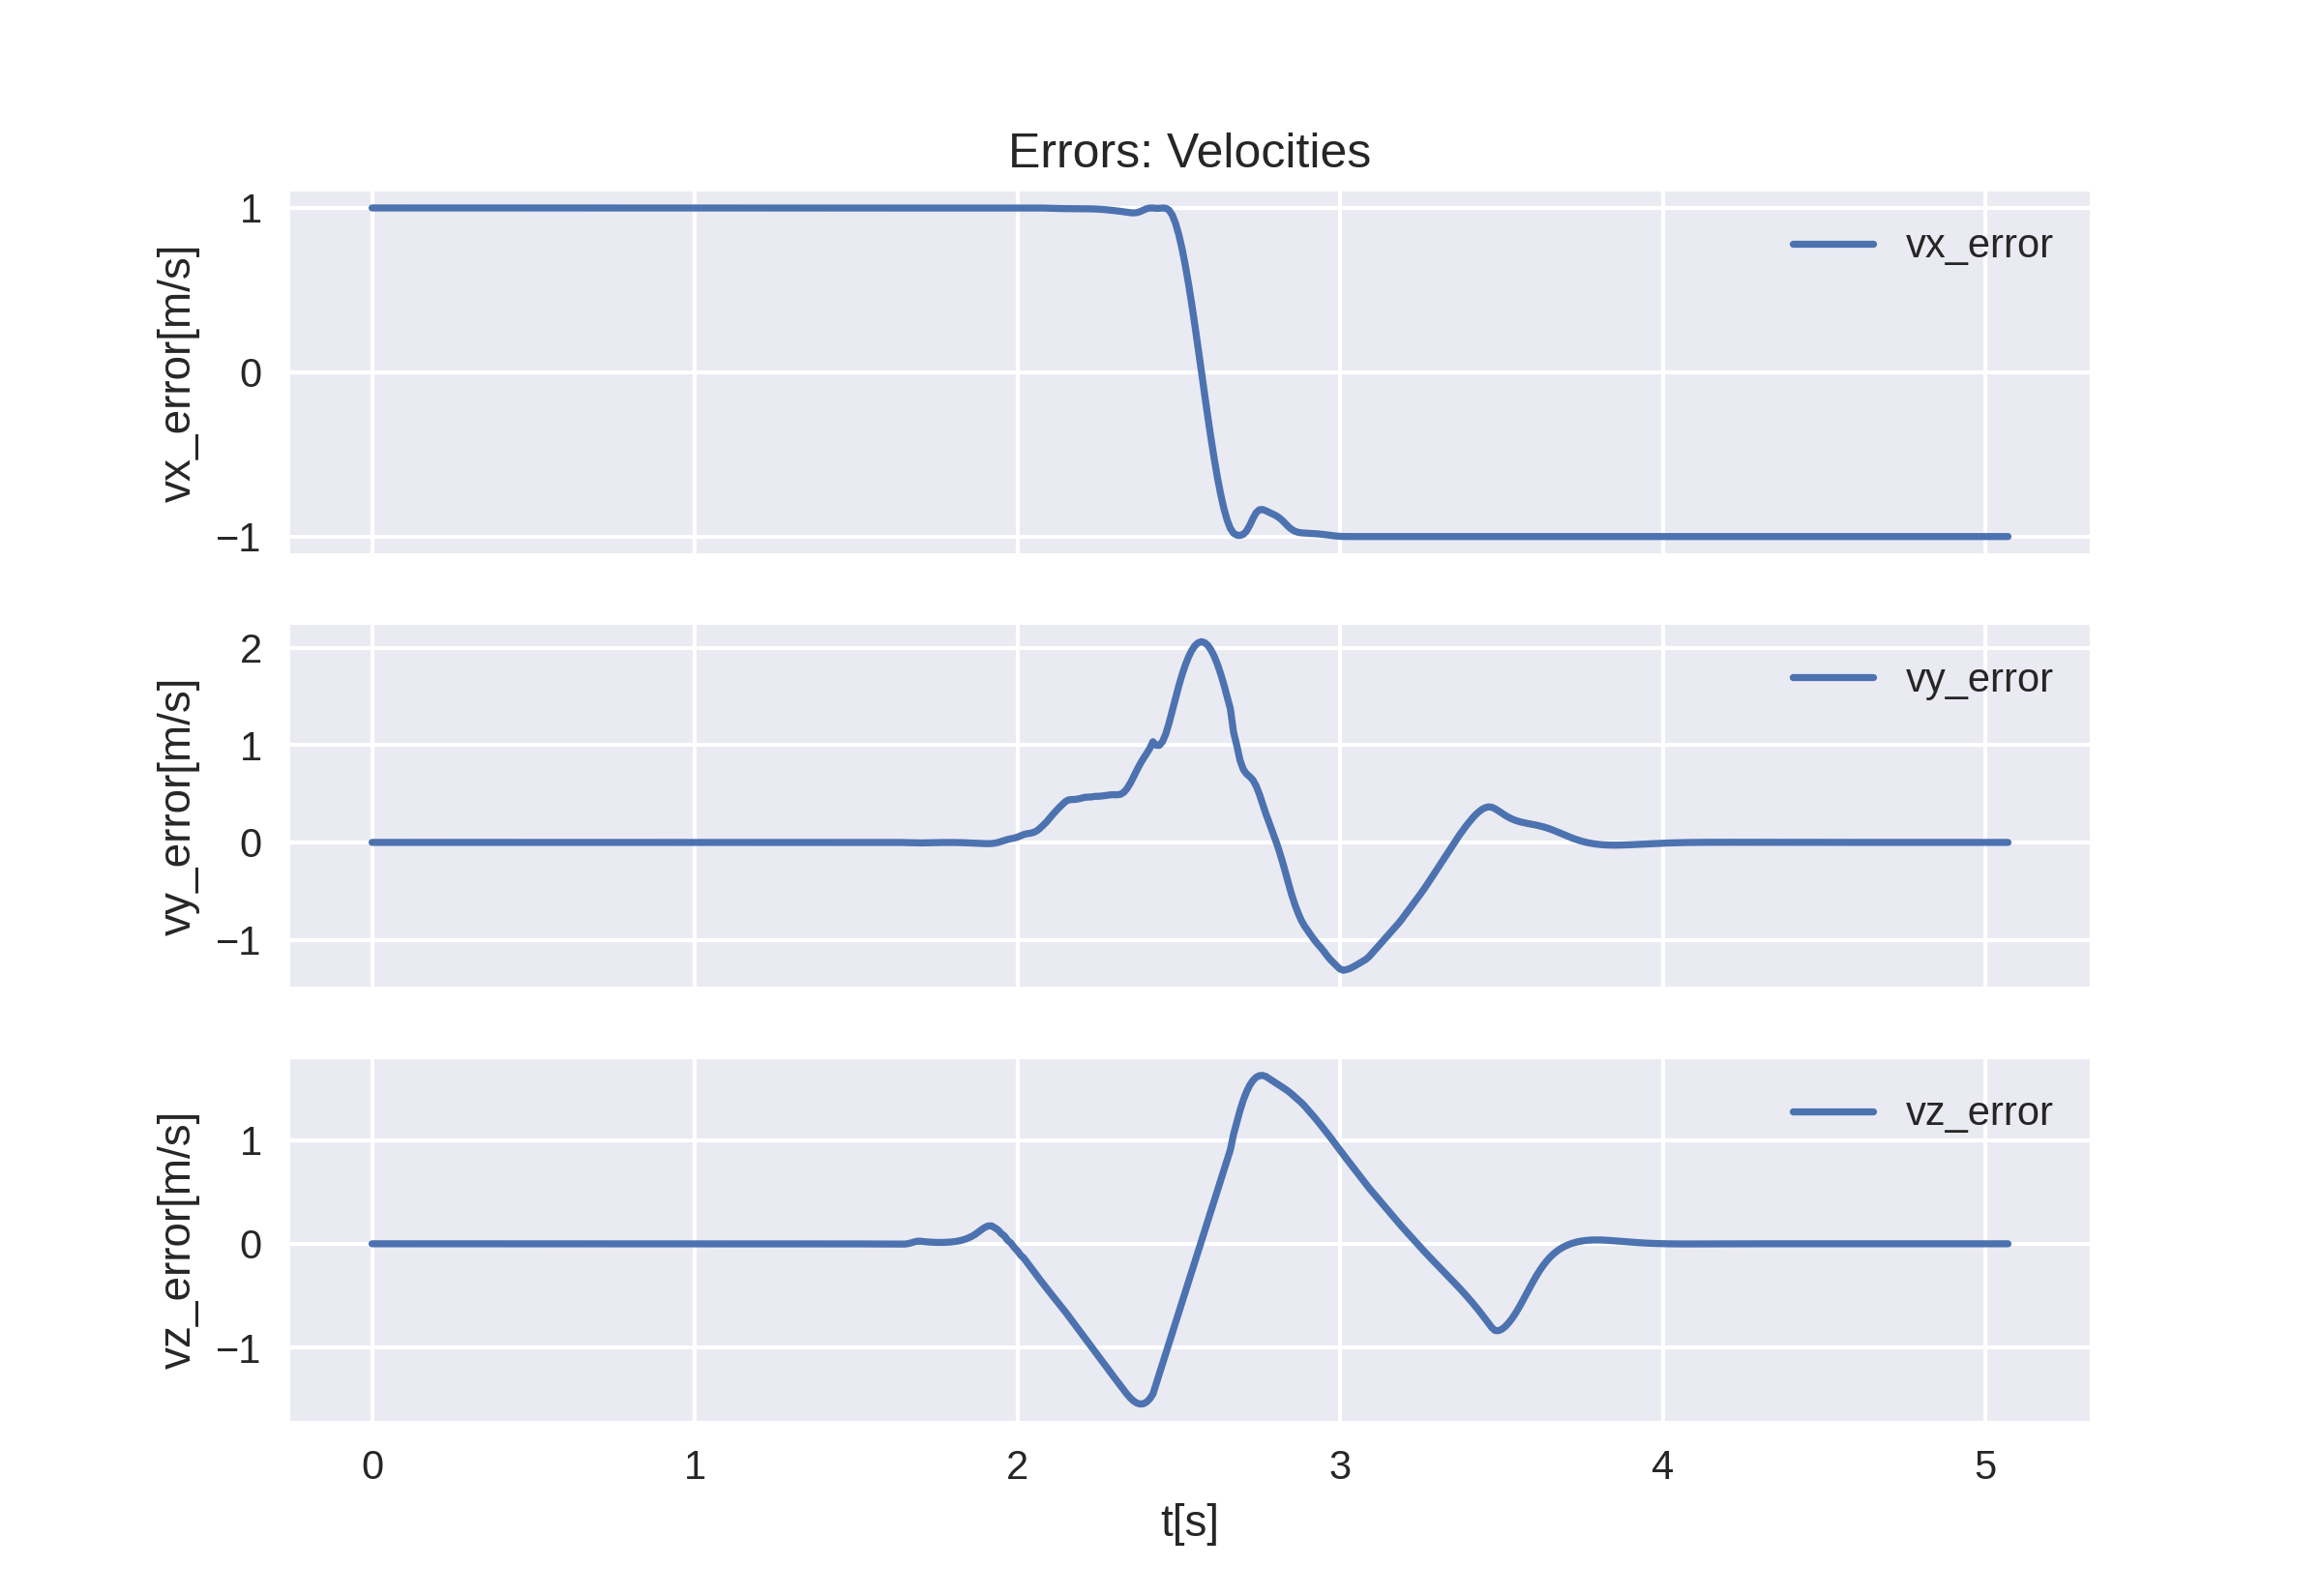 Errors: Velocities
1
0
−1
vx_error[m/s]
vx_error
2
1
0
−1
vy_error[m/s]
vy_error
1
0
−1
vz_error[m/s]
vz_error
0 1 2 3 4 5
t[s]